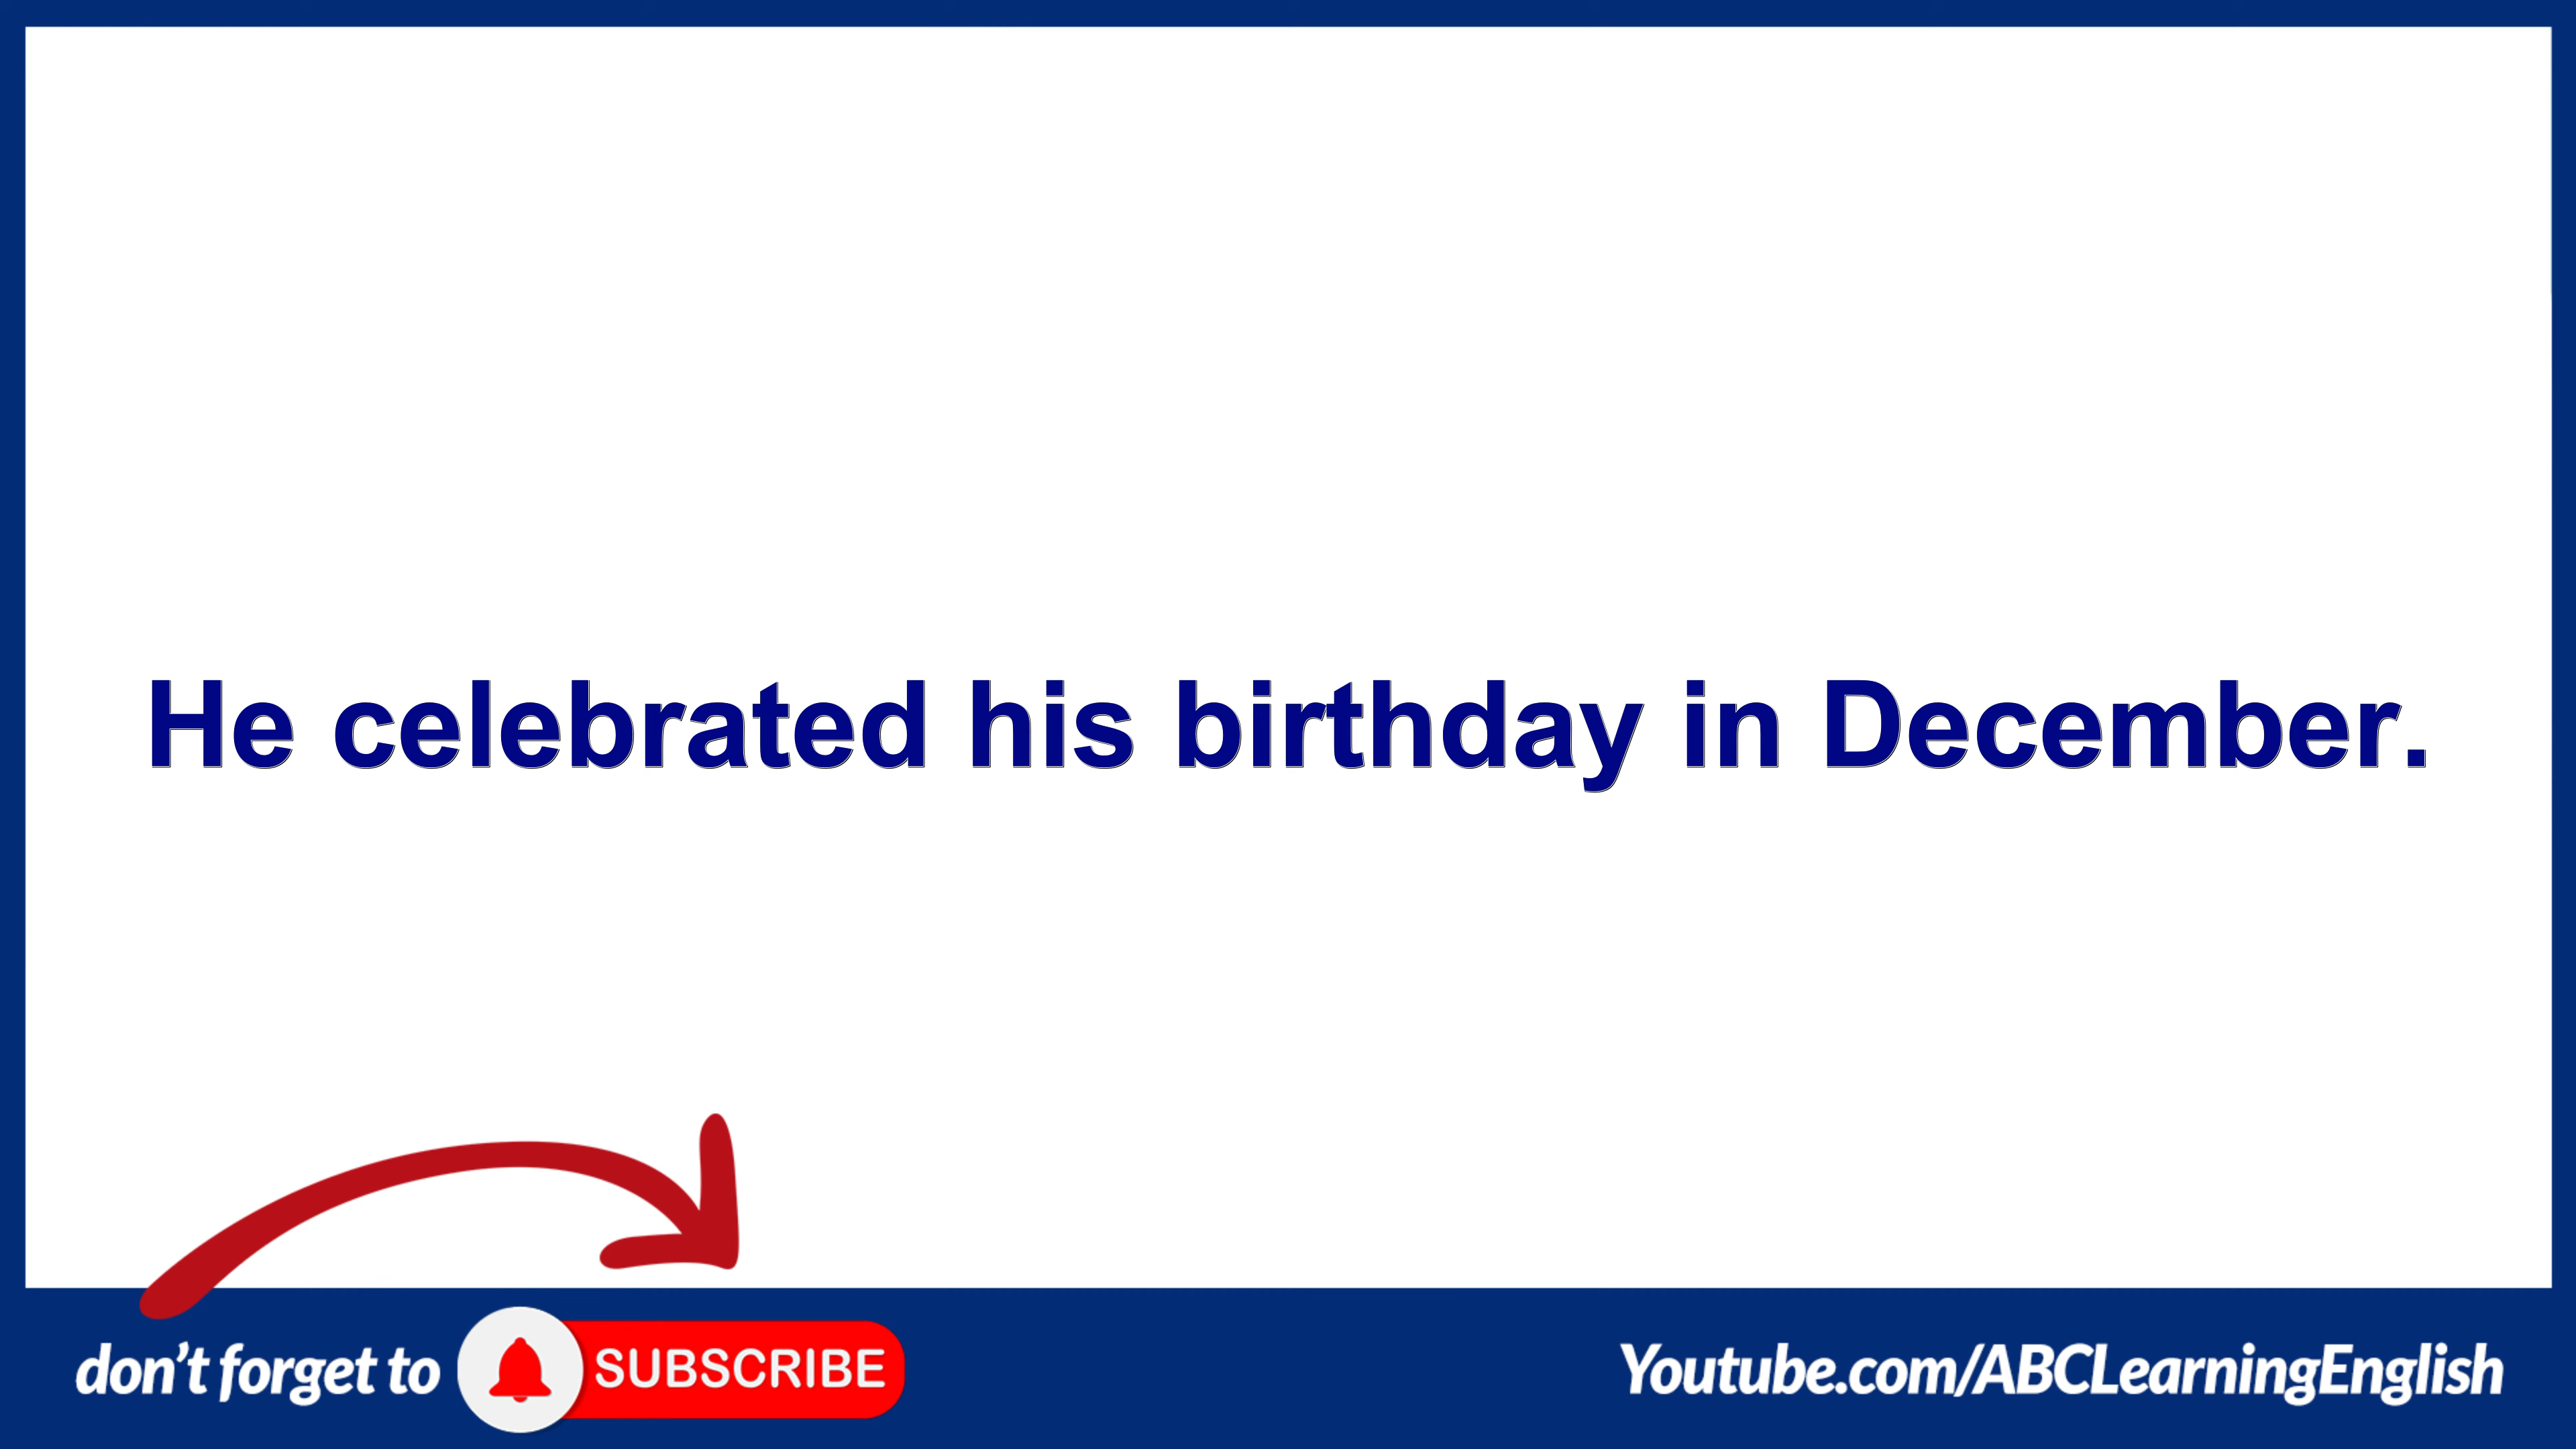 He celebrated his birthday in December.
don't forget to SUBSCRIBE
Youtube.com/ABCLearningEnglish